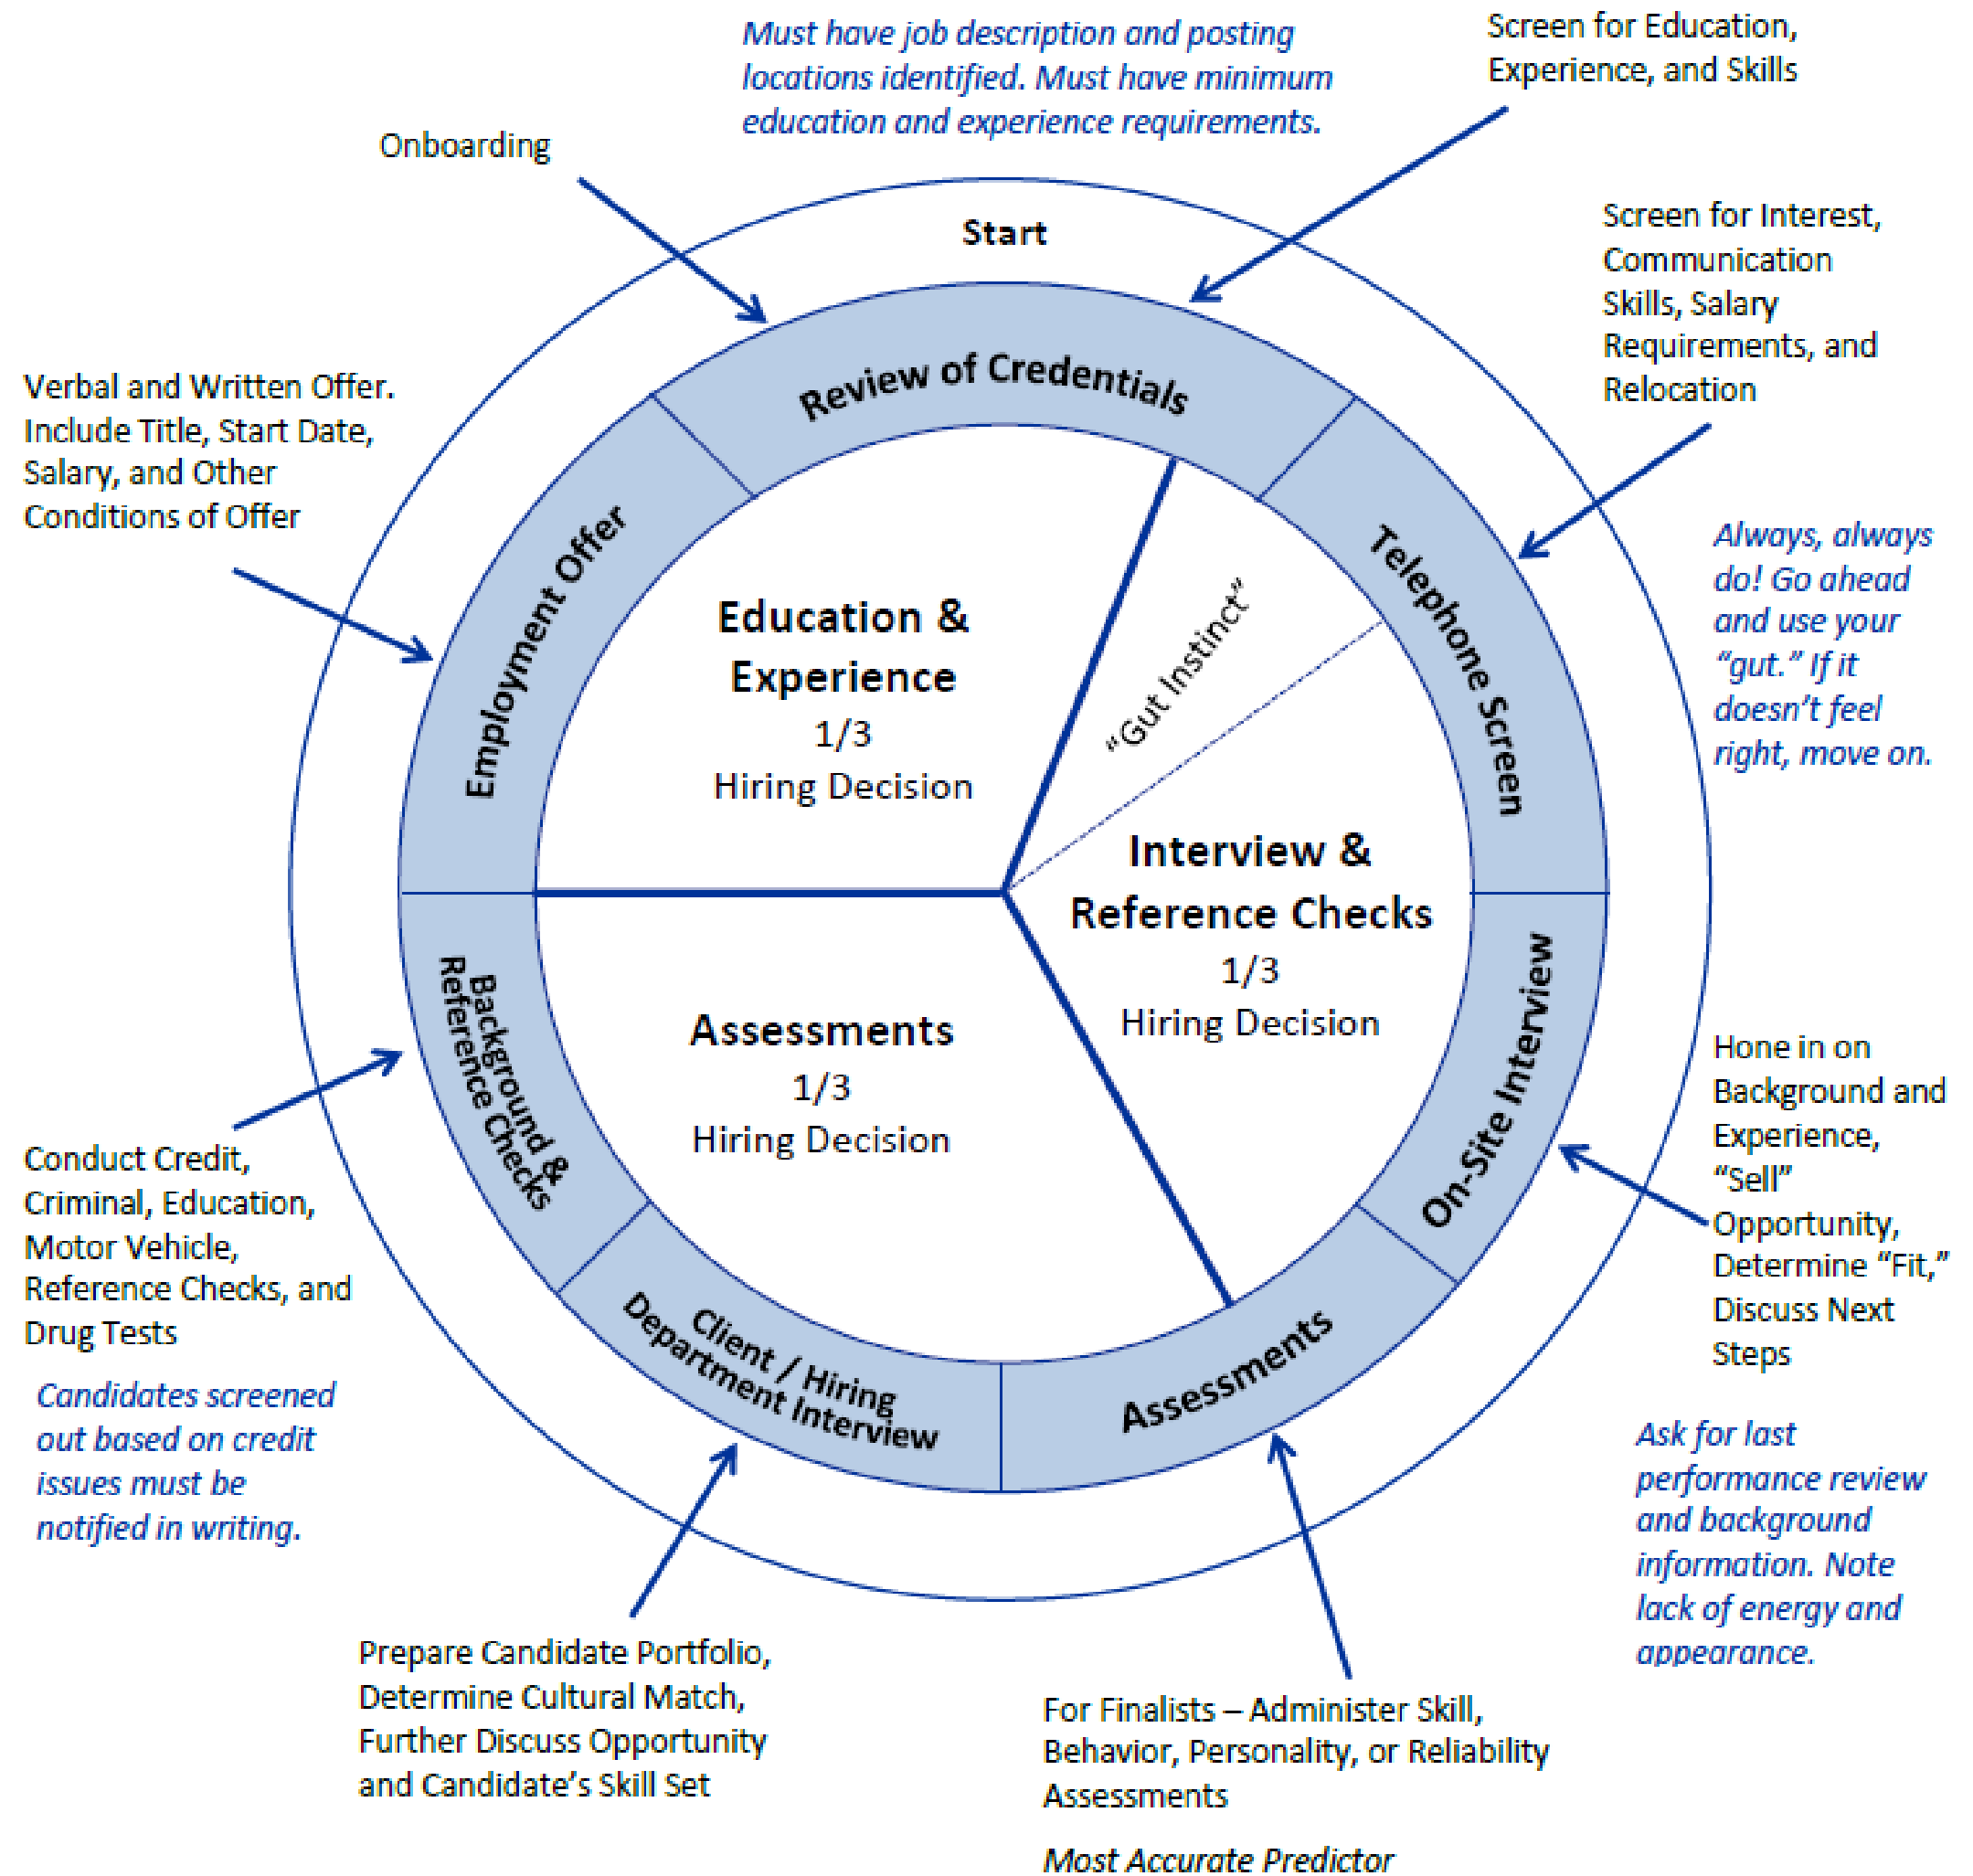 Must have job description and posting
locations identified. Must have minimum
education and experience requirements.
Screen for Education,
Experience, and Skills
Onboarding
Start
Screen for Interest,
Communication
Skills, Salary
Requirements, and
Relocation
Review of Credentials
Verbal and Written Offer.
Include Title, Start Date,
Salary, and Other
Conditions of Offer
Employment Offer
Telephone Screen
Always, always
do! Go ahead
and use your
“gut.” If it
doesn’t feel
right, move on.
Education &
Experience
1/3
Hiring Decision
“Gut Instinct”
Interview &
Reference Checks
1/3
Hiring Decision
Assessments
1/3
Hiring Decision
On-Site Interview
Hone in on
Background and
Experience,
“Sell”
Opportunity,
Determine “Fit,”
Discuss Next
Steps
Background &
Reference Checks
Conduct Credit,
Criminal, Education,
Motor Vehicle,
Reference Checks, and
Drug Tests
Candidates screened
out based on credit
issues must be
notified in writing.
Client / Hiring
Department Interview
Assessments
Ask for last
performance review
and background
information. Note
lack of energy and
appearance.
Prepare Candidate Portfolio,
Determine Cultural Match,
Further Discuss Opportunity
and Candidate’s Skill Set
For Finalists – Administer Skill,
Behavior, Personality, or Reliability
Assessments
Most Accurate Predictor